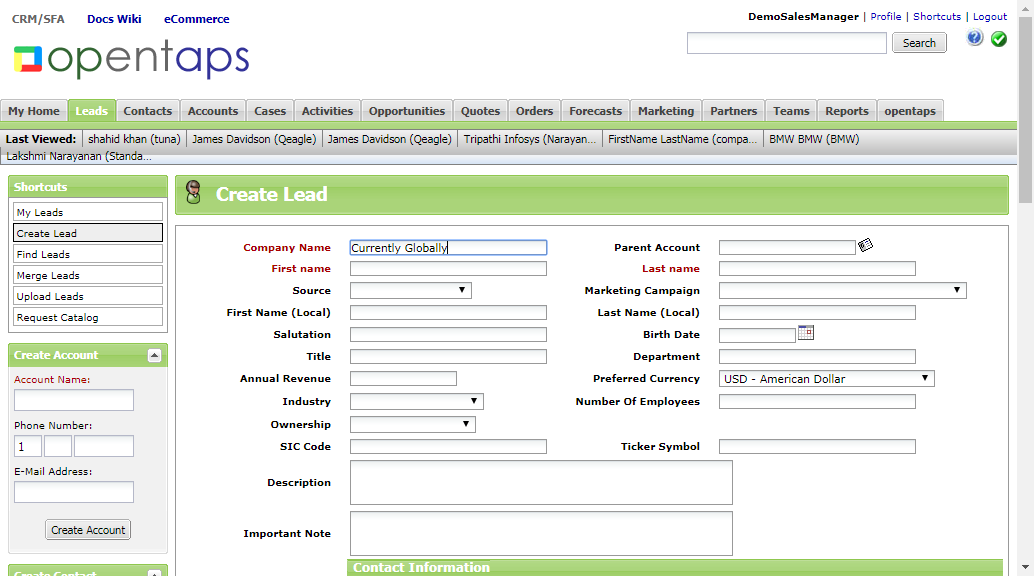 CRM/SFA Docs Wiki eCommerce
DemoSalesManager | Profile | Shortcuts | Logout
opentaps
Search
My Home Leads Contacts Accounts Cases Activities Opportunities Quotes Orders Forecasts Marketing Partners Teams Reports opentaps
Last Viewed: shahid khan (tuna) James Davidson (Qeagle) James Davidson (Qeagle) Tripathi Infosys (Narayan... FirstName LastName (compa... BMW BMW (BMW)
Lakshmi Narayanan (Standa...
Shortcuts
My Leads
Create Lead
Find Leads
Merge Leads
Upload Leads
Request Catalog
Create Account
Account Name:
Phone Number:
1
E-Mail Address:
Create Account
Create Contact
Create Lead
Company Name Currently Globally Parent Account
First name Last name
Source Marketing Campaign
First Name (Local) Last Name (Local)
Salutation Birth Date
Title Department
Annual Revenue Preferred Currency USD - American Dollar
Industry Number Of Employees
Ownership
SIC Code Ticker Symbol
Description
Important Note
Contact Information